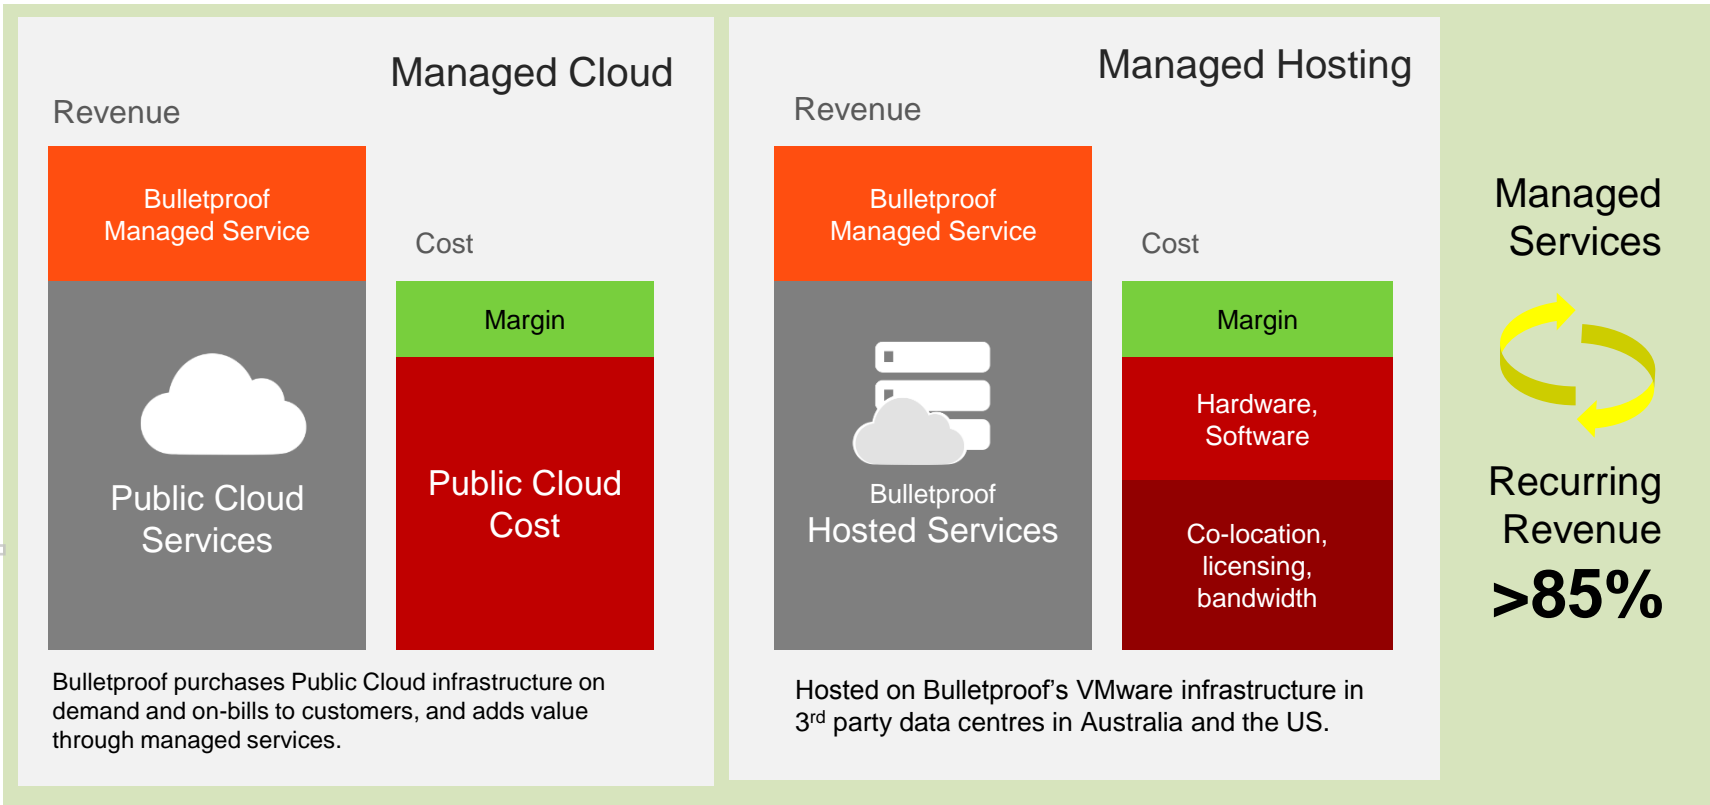 Managed Cloud
Revenue
Bulletproof
Managed Service
Cost
Margin
Public Cloud
Services
Public Cloud
Cost
Bulletproof purchases Public Cloud infrastructure on
demand and on-bills to customers, and adds value
through managed services.
Managed Hosting
Revenue
Bulletproof
Managed Service
Cost
Margin
Hardware,
Software
Bulletproof
Hosted Services
Co-location,
licensing,
bandwidth
Hosted on Bulletproof’s VMware infrastructure in
3rd party data centres in Australia and the US.
Managed
Services
Recurring
Revenue
>85%